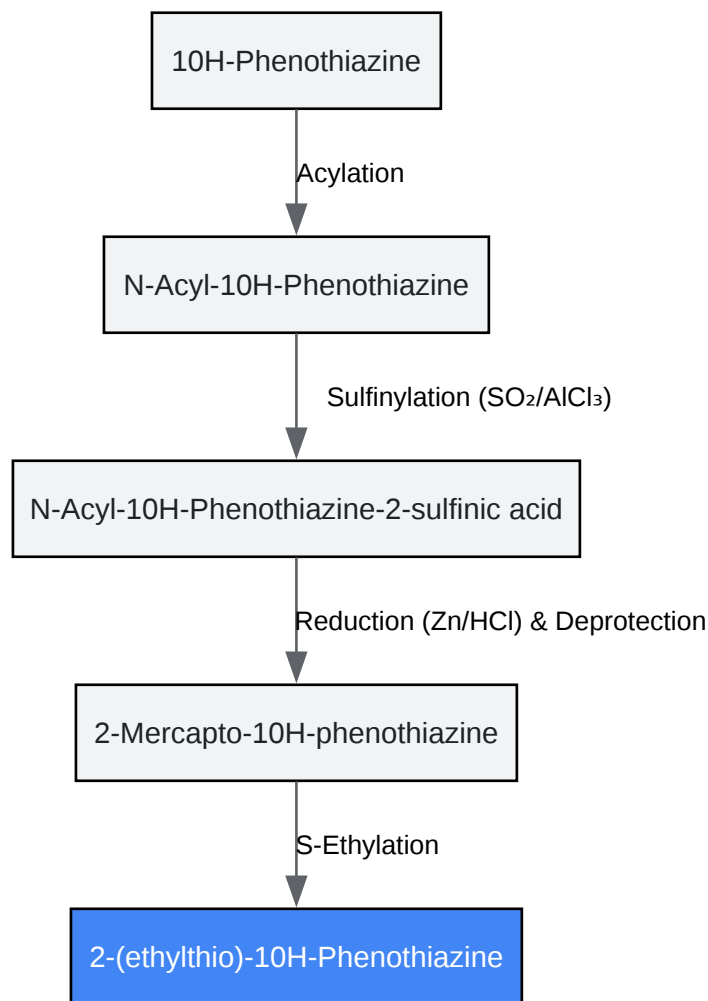 10H-Phenothiazine
Acylation
N-Acyl-10H-Phenothiazine
Sulfinylation (SO₂/AlCl₃)
N-Acyl-10H-Phenothiazine-2-sulfinic acid
Reduction (Zn/HCl) & Deprotection
2-Mercapto-10H-phenothiazine
S-Ethylation
2-(ethylthio)-10H-Phenothiazine